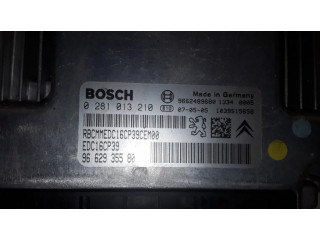 BOSCH
Made in Germany
0 281 013 210
07-05-05
RBCMMEDC16CP39CEM00
EDC16CP39
96 629 355 80